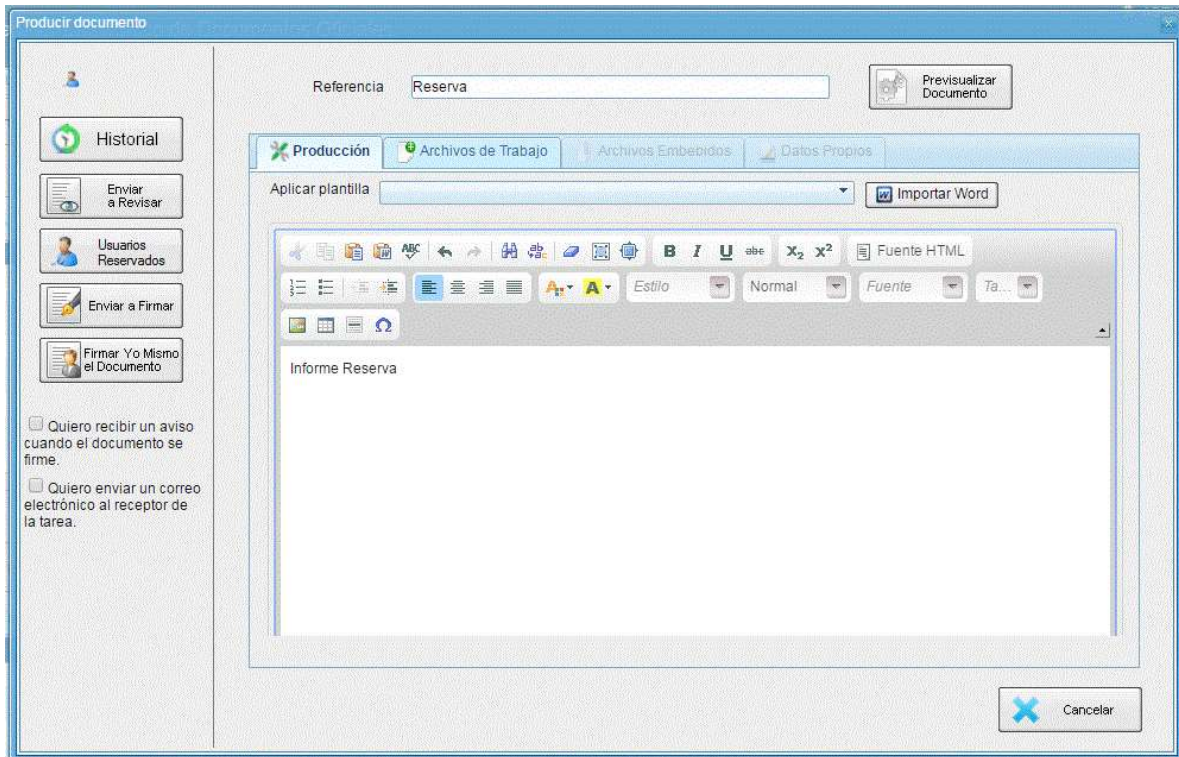 Producir documento
Referencia
Reserva
Previsualizar
Documento
Historial
Enviar
a Revisar
Usuarios
Reservados
Enviar a Firmar
Firmar Yo Mismo
el Documento
Quiero recibir un aviso
cuando el documento se
firme.
Quiero enviar un correo
electrónico al receptor de
la tarea.
Producción
Archivos de Trabajo
Archivos Embebidos
Datos Propios
Aplicar plantilla
Importar Word
ABC
B I U abc X₂ X² Fuente HTML
A A Estilo Normal Fuente Ta...
Ω
Informe Reserva
Cancelar